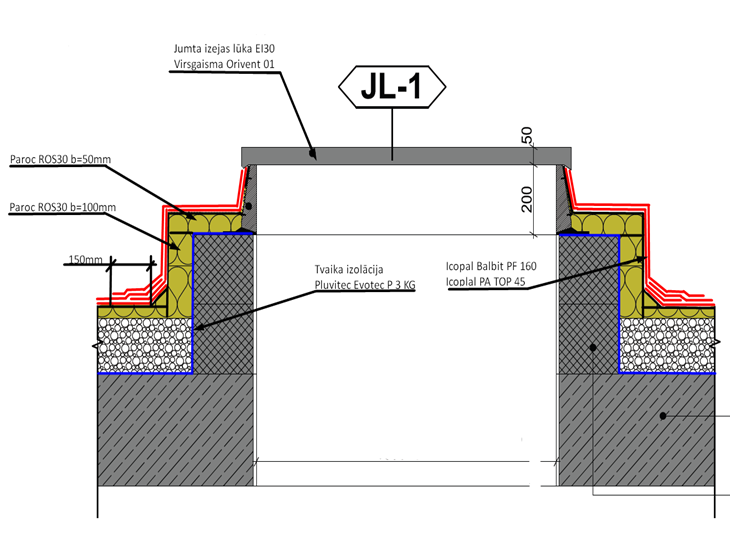 Jumta izejas lūka EI30
Virsgaisma Orivent 01
JL-1
50
Paroc ROS30 b=50mm
200
Paroc ROS30 b=100mm
150mm
Tvaika izolācija
Pluvitec Evotec P 3 KG
Icopal Balbit PF 160
Icoplal PA TOP 45